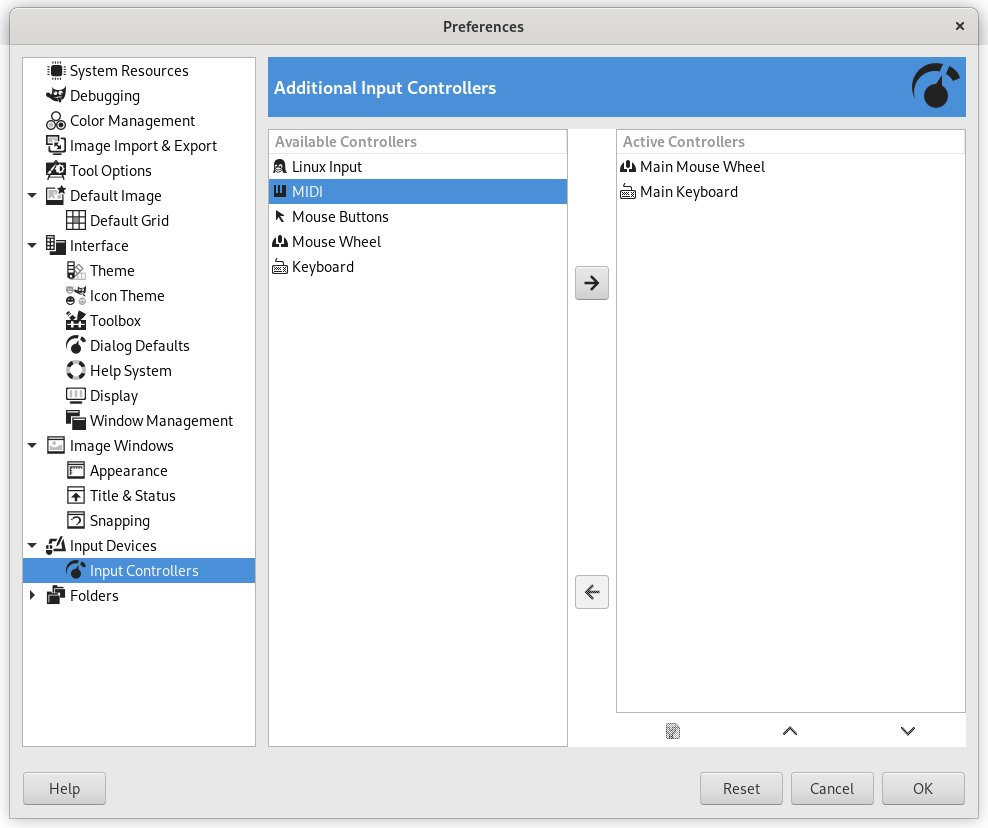 Preferences
System Resources
Debugging
Color Management
Image Import & Export
Tool Options
Default Image
Default Grid
Interface
Theme
Icon Theme
Toolbox
Dialog Defaults
Help System
Display
Window Management
Image Windows
Appearance
Title & Status
Snapping
Input Devices
Input Controllers
Folders
Additional Input Controllers
Available Controllers
Linux Input
MIDI
Mouse Buttons
Mouse Wheel
Keyboard
Active Controllers
Main Mouse Wheel
Main Keyboard
Help
Reset
Cancel
OK